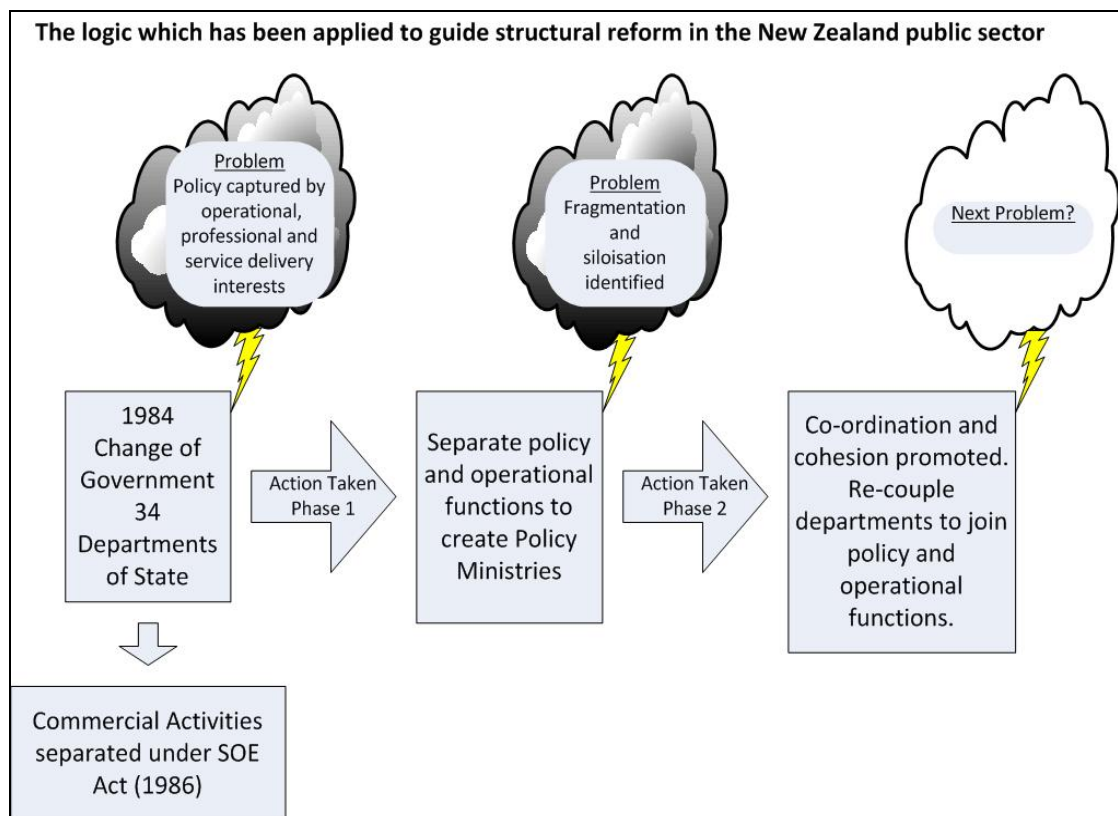 The logic which has been applied to guide structural reform in the New Zealand public sector
Problem
Policy captured by
operational,
professional and
service delivery
interests
Problem
Fragmentation
and
siloisation
identified
Next Problem?
1984
Change of
Government
34
Departments
of State
Action Taken
Phase 1
Separate policy
and operational
functions to
create Policy
Ministries
Action Taken
Phase 2
Co-ordination and
cohesion promoted.
Re-couple
departments to join
policy and
operational
functions.
Commercial Activities
separated under SOE
Act (1986)